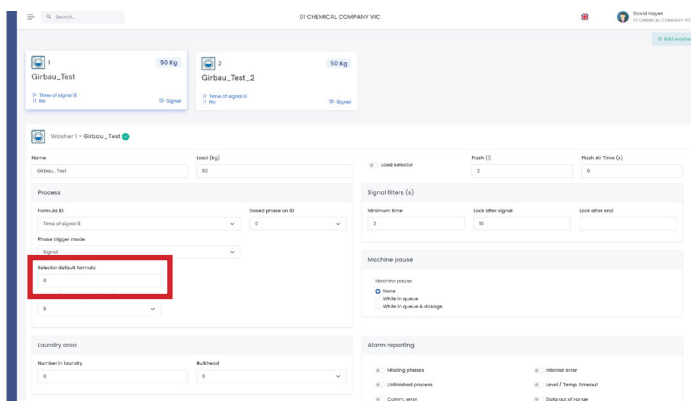 Search...
01 CHEMICAL COMPANY VIC
David Hayes
01 CHEMICAL COMPANY VIC
Add washer
1
50 Kg
Girbau_Test
Time of signal 8
No
Signal
2
50 Kg
Girbau_Test_2
Time of signal 8
No
Signal
Washer 1 - Girbau_Test
Name
Load (kg)
Load selector
Flush (l)
Flush Air Time (s)
Girbau_Test
50
2
0
Process
Signal filters (s)
Formula ID
Dosed phase on ID
Minimum time
Lock after signal
Lock after end
Time of signal 8
0
2
10
Phase trigger mode
Signal
Machine pause
Selector default formula
0
Machine pause
None
While in queue
While in queue & dosage
5
Laundry area
Alarm reporting
Number in laundry
Bulkhead
0
0
Missing phases
Internal error
Unfinished process
Level / Temp. timeout
Comm. error
Data out of range